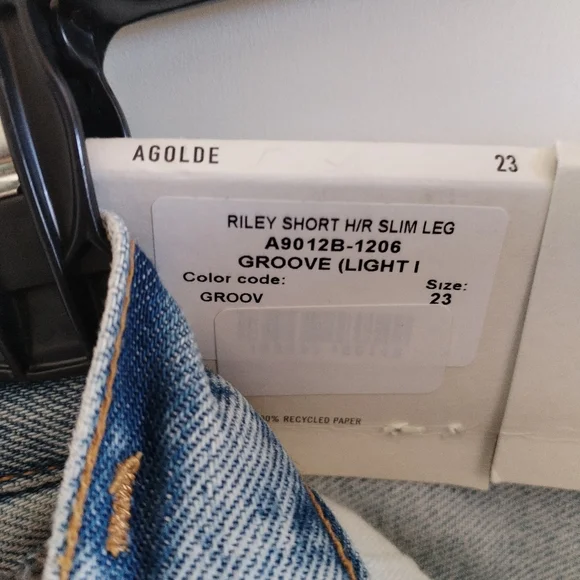 AGOLDE 23
RILEY SHORT H/R SLIM LEG
A9012B-1206
GROOVE (LIGHT I
Color code: Size:
GROOV 23
% RECYCLED PAPER